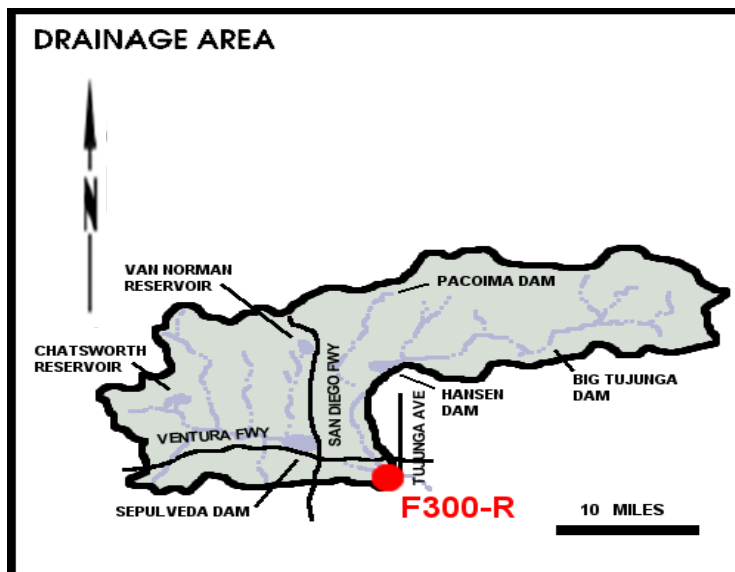 DRAINAGE AREA
N
VAN NORMAN
RESERVOIR
PACOIMA DAM
CHATSWORTH
RESERVOIR
SAN DIEGO FWY
HANSEN
DAM
BIG TUJUNGA
DAM
TUJUNGA AVE
VENTURA FWY
SEPULVEDA DAM
F300-R
10 MILES